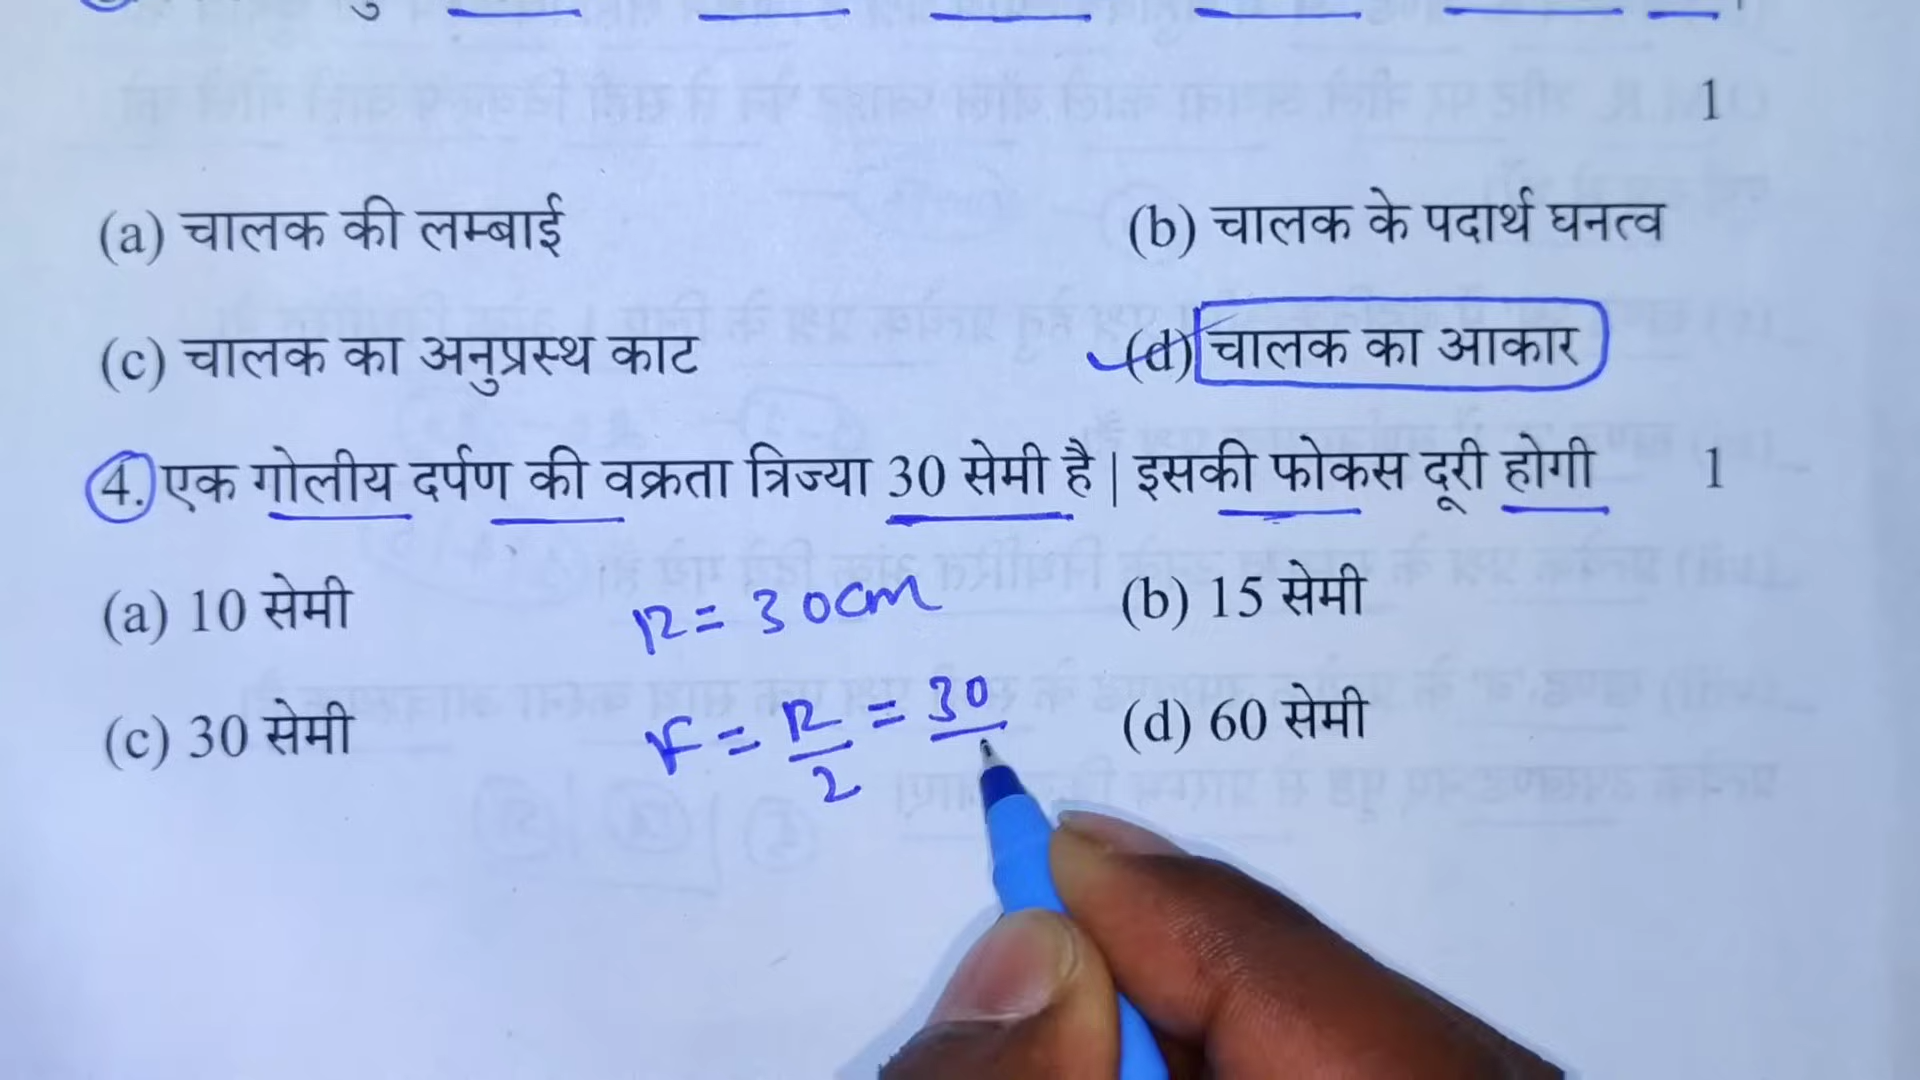 1
(a) चालक की लम्बाई (b) चालक के पदार्थ घनत्व
(c) चालक का अनुप्रस्थ काट (d) चालक का आकार
4. एक गोलीय दर्पण की वक्रता त्रिज्या 30 सेमी है | इसकी फोकस दूरी होगी 1
(a) 10 सेमी R = 30cm (b) 15 सेमी
(c) 30 सेमी F = R/2 = 30 (d) 60 सेमी